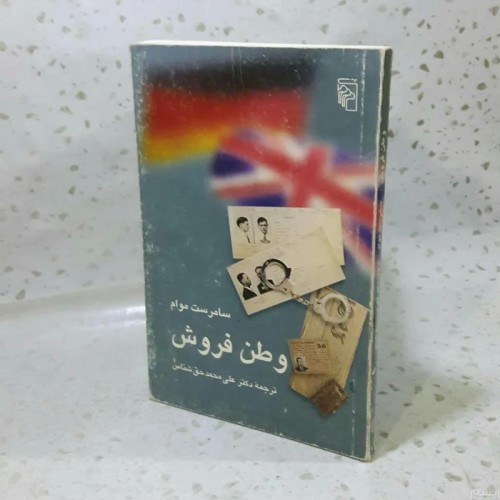 سامرست موام
وطن فروش
ترجمهٔ دکتر علی محمد حق شناس